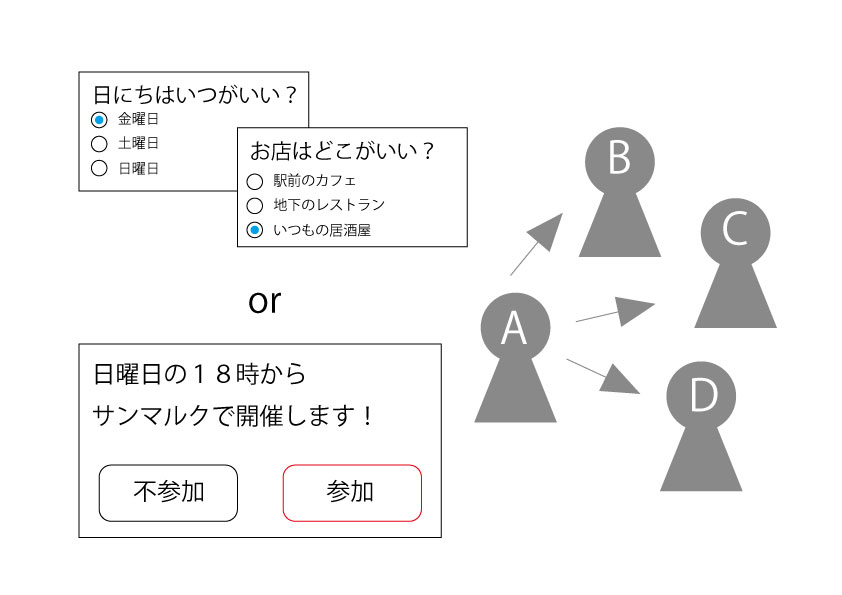 日にちはいつがいい？
金曜日
土曜日
日曜日
お店はどこがいい？
駅前のカフェ
地下のレストラン
いつもの居酒屋
or
日曜日の１８時から
サンマルクで開催します！
不参加
参加
B
C
A
D